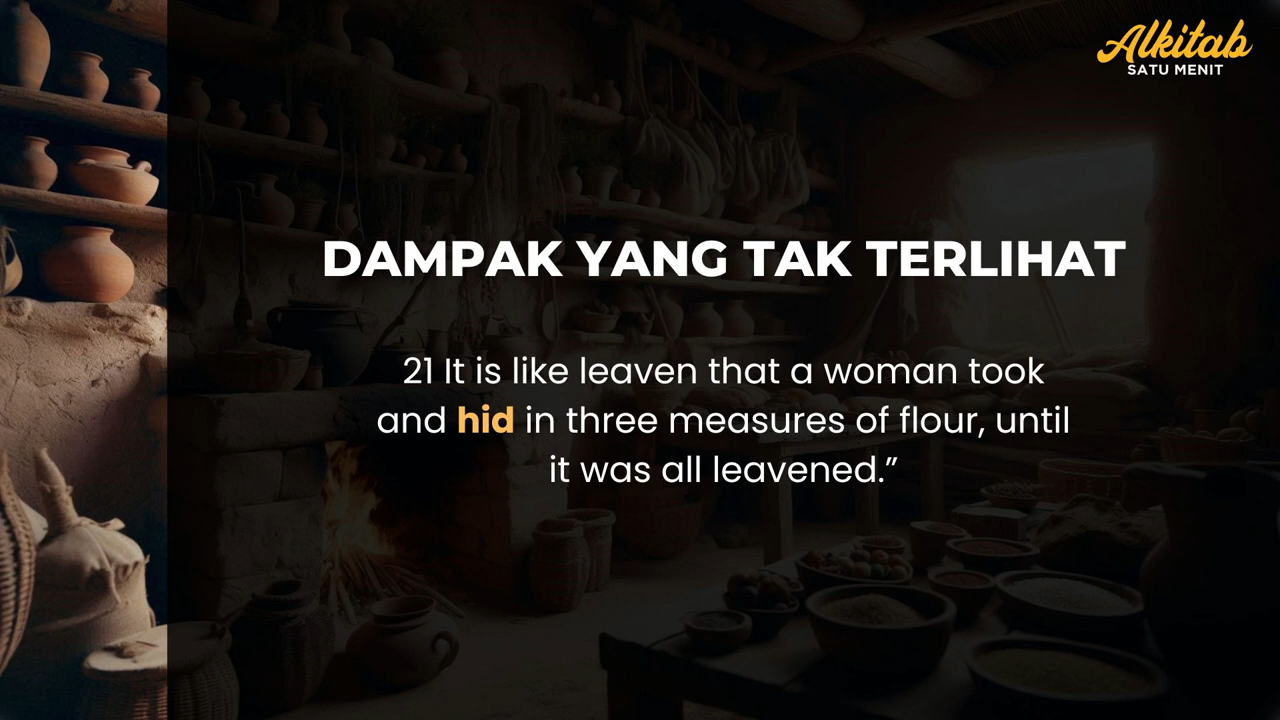 Alkitab
SATU MENIT
DAMPAK YANG TAK TERLIHAT
21 It is like leaven that a woman took
and hid in three measures of flour, until
it was all leavened.”